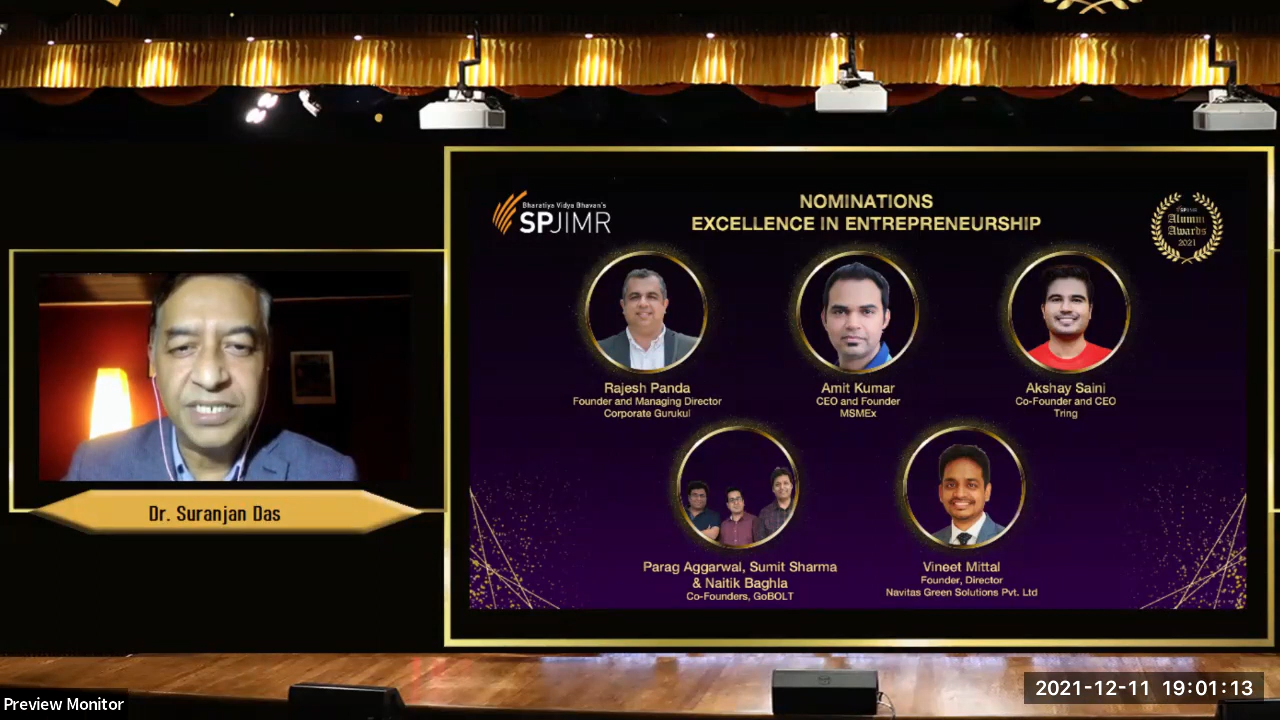 Bharatiya Vidya Bhavan's
SPJIMR
NOMINATIONS
EXCELLENCE IN ENTREPRENEURSHIP
SPJIMR
Alumni
Awards
2021
Rajesh Panda
Founder and Managing Director
Corporate Gurukul
Amit Kumar
CEO and Founder
MSMEx
Akshay Saini
Co-Founder and CEO
Tring
Dr. Suranjan Das
Parag Aggarwal, Sumit Sharma
& Naitik Baghla
Co-Founders, GoBOLT
Vineet Mittal
Founder, Director
Navitas Green Solutions Pvt. Ltd
2021-12-11 19:01:13
Preview Monitor